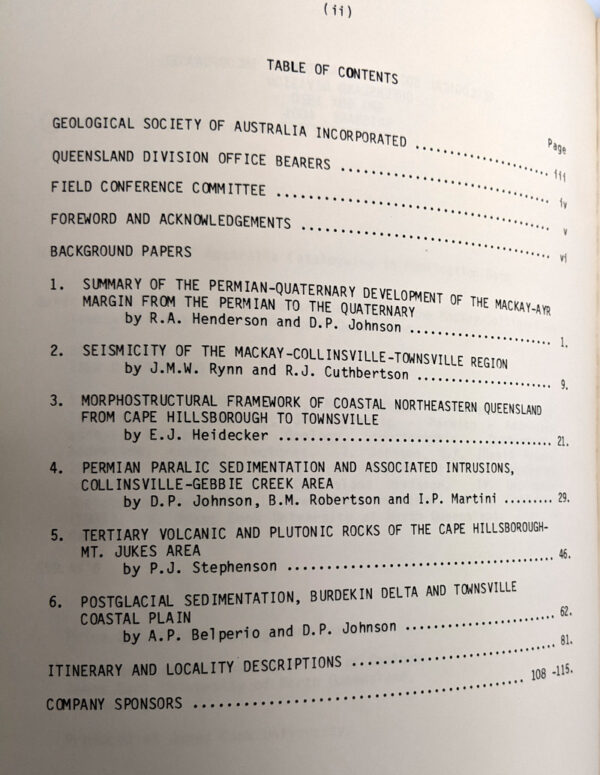 (ii)
TABLE OF CONTENTS
Page
GEOLOGICAL SOCIETY OF AUSTRALIA INCORPORATED .................... iii
QUEENSLAND DIVISION OFFICE BEARERS .............................. iv
FIELD CONFERENCE COMMITTEE ...................................... v
FOREWORD AND ACKNOWLEDGEMENTS ................................... vi
BACKGROUND PAPERS
1. SUMMARY OF THE PERMIAN-QUATERNARY DEVELOPMENT OF THE MACKAY-AYR
MARGIN FROM THE PERMIAN TO THE QUATERNARY
by R.A. Henderson and D.P. Johnson .................... 1.
2. SEISMICITY OF THE MACKAY-COLLINSVILLE-TOWNSVILLE REGION
by J.M.W. Rynn and R.J. Cuthbertson .................... 9.
3. MORPHOSTRUCTURAL FRAMEWORK OF COASTAL NORTHEASTERN QUEENSLAND
FROM CAPE HILLSBOROUGH TO TOWNSVILLE
by E.J. Heidecker ...................................... 21.
4. PERMIAN PARALIC SEDIMENTATION AND ASSOCIATED INTRUSIONS,
COLLINSVILLE-GEBBIE CREEK AREA
by D.P. Johnson, B.M. Robertson and I.P. Martini ......... 29.
5. TERTIARY VOLCANIC AND PLUTONIC ROCKS OF THE CAPE HILLSBOROUGH-
MT. JUKES AREA
by P.J. Stephenson ..................................... 46.
6. POSTGLACIAL SEDIMENTATION, BURDEKIN DELTA AND TOWNSVILLE
COASTAL PLAIN
by A.P. Belperio and D.P. Johnson ...................... 62.
ITINERARY AND LOCALITY DESCRIPTIONS ............................. 81.
COMPANY SPONSORS ................................................ 108 -115.